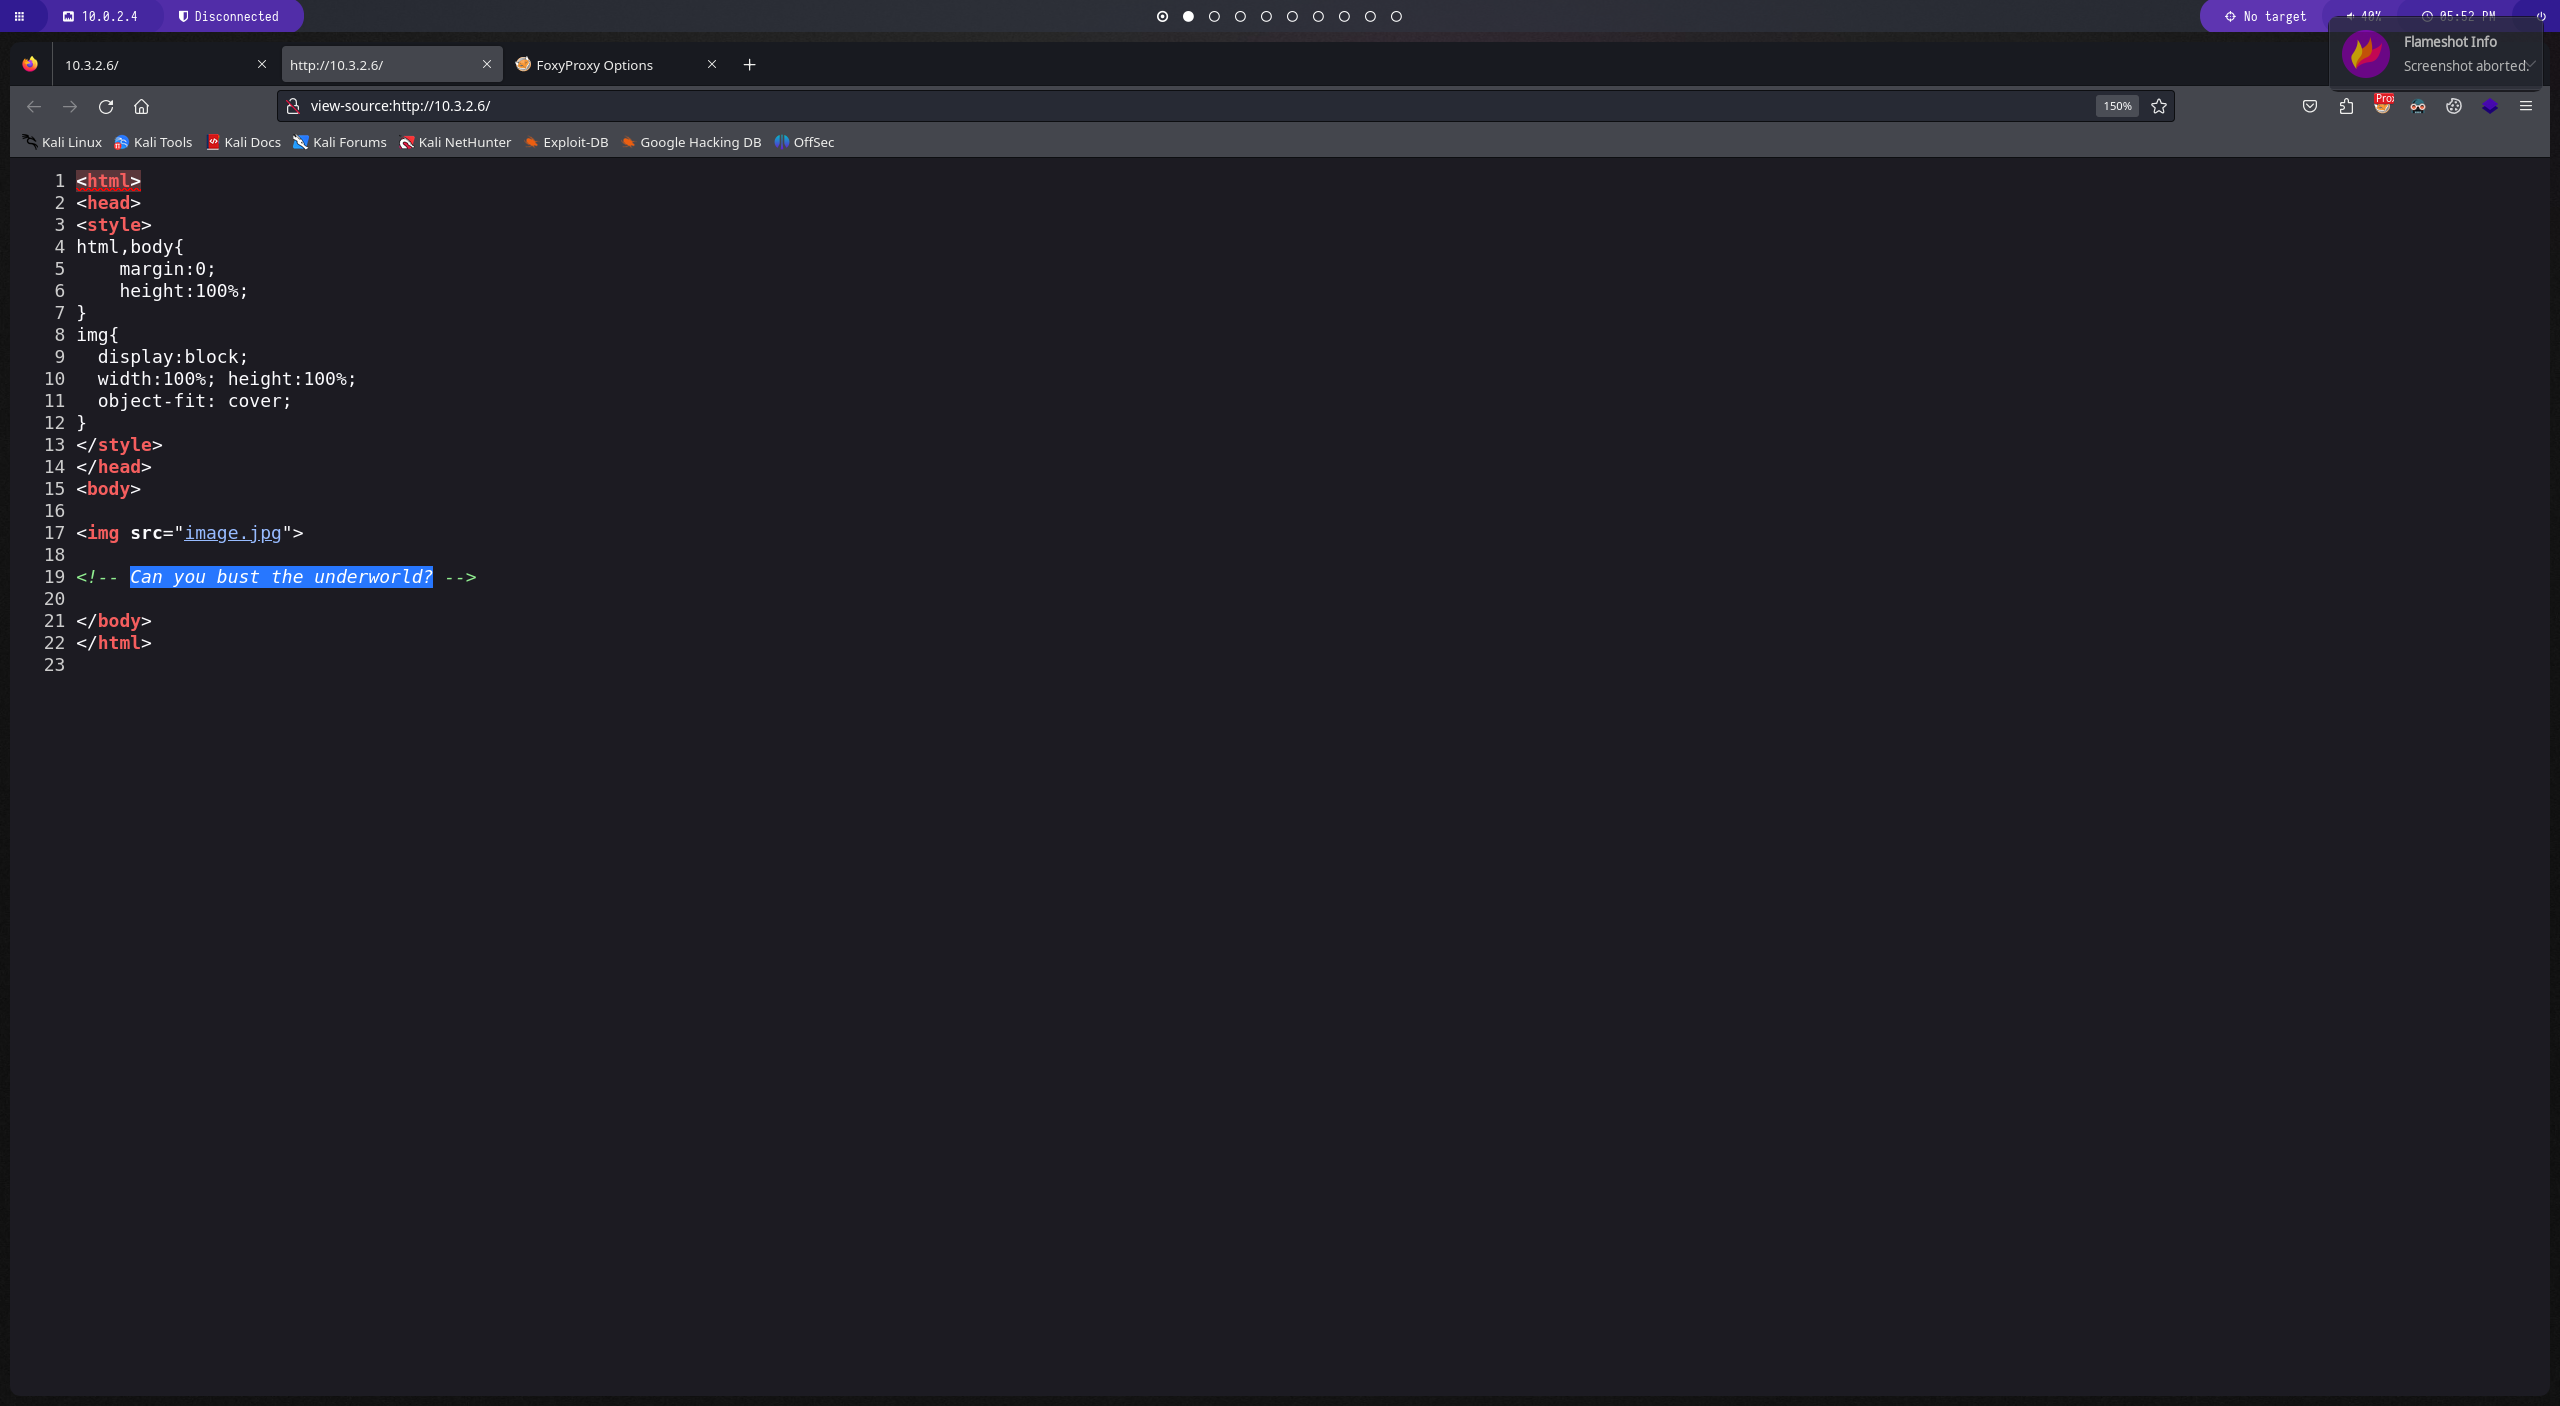 10.0.2.4 Disconnected No target 40% 05:52 PM
10.3.2.6/ http://10.3.2.6/ FoxyProxy Options
Flameshot Info
Screenshot aborted.
view-source:http://10.3.2.6/ 150%
Kali Linux Kali Tools Kali Docs Kali Forums Kali NetHunter Exploit-DB Google Hacking DB OffSec
1 <html>
2 <head>
3 <style>
4 html,body{
5     margin:0;
6     height:100%;
7 }
8 img{
9   display:block;
10   width:100%; height:100%;
11   object-fit: cover;
12 }
13 </style>
14 </head>
15 <body>
16
17 <img src="image.jpg">
18
19 <!-- Can you bust the underworld? -->
20
21 </body>
22 </html>
23